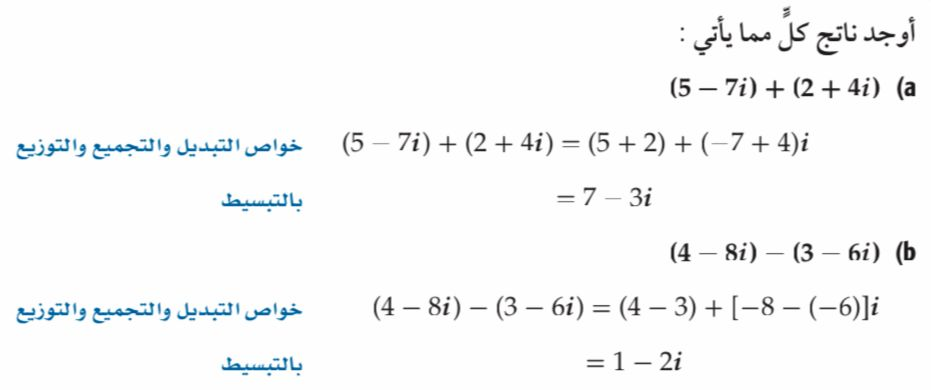 أوجد ناتج كلٍّ مما يأتي :
(a (5 − 7i) + (2 + 4i)
(5 − 7i) + (2 + 4i) = (5 + 2) + (−7 + 4)i خواص التبديل والتجميع والتوزيع
= 7 − 3i بالتبسيط
(b (4 − 8i) − (3 − 6i)
(4 − 8i) − (3 − 6i) = (4 − 3) + [−8 − (−6)]i خواص التبديل والتجميع والتوزيع
= 1 − 2i بالتبسيط